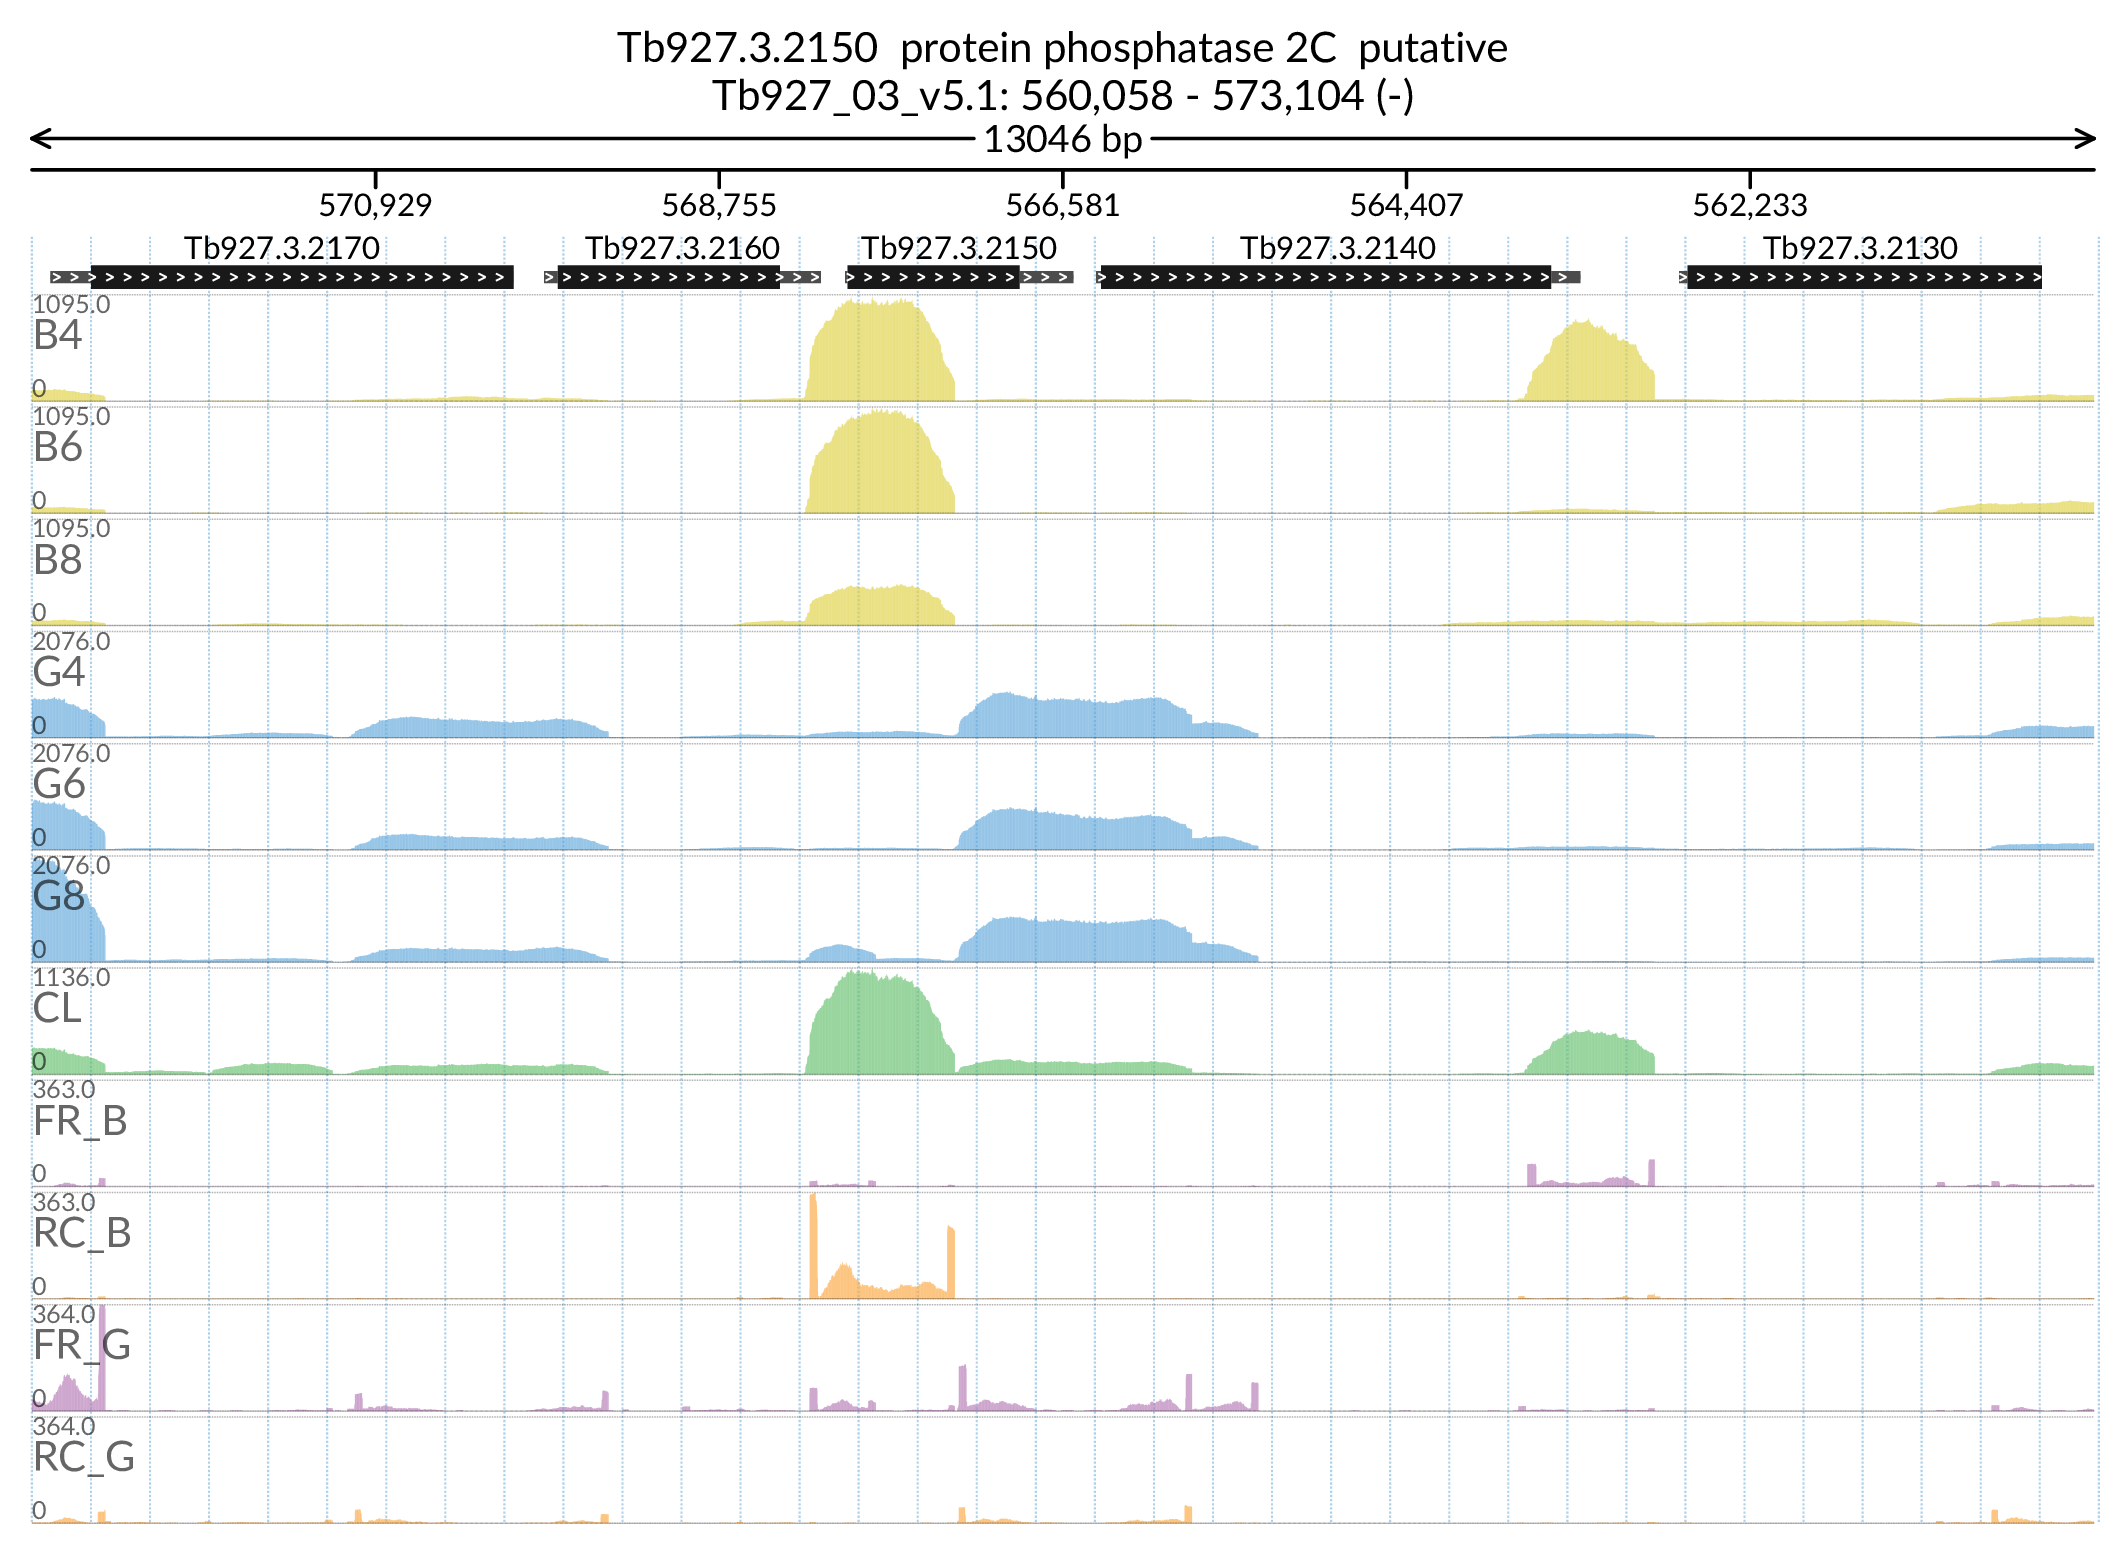 Tb927.3.2150 protein phosphatase 2C putative
Tb927_03_v5.1: 560,058 - 573,104 (-)
13046 bp
570,929 568,755 566,581 564,407 562,233
Tb927.3.2170 Tb927.3.2160 Tb927.3.2150 Tb927.3.2140 Tb927.3.2130
1095.0
B4
0
1095.0
B6
0
1095.0
B8
0
2076.0
G4
0
2076.0
G6
0
2076.0
G8
0
1136.0
CL
0
363.0
FR_B
0
363.0
RC_B
0
364.0
FR_G
0
364.0
RC_G
0